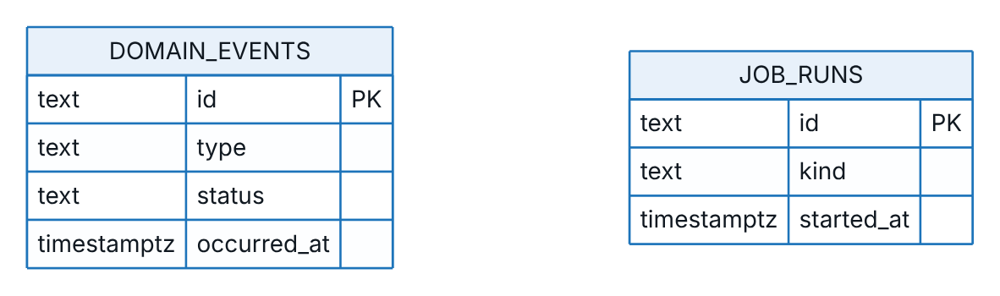 DOMAIN_EVENTS
text id PK
text type
text status
timestamptz occurred_at
JOB_RUNS
text id PK
text kind
timestamptz started_at